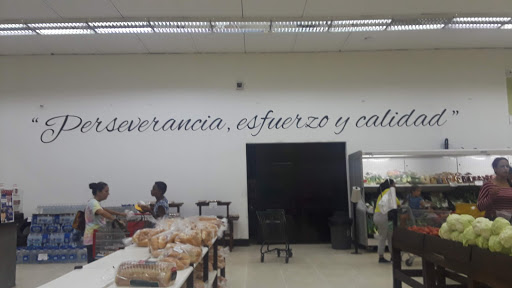 “Perseverancia, esfuerzo y calidad”